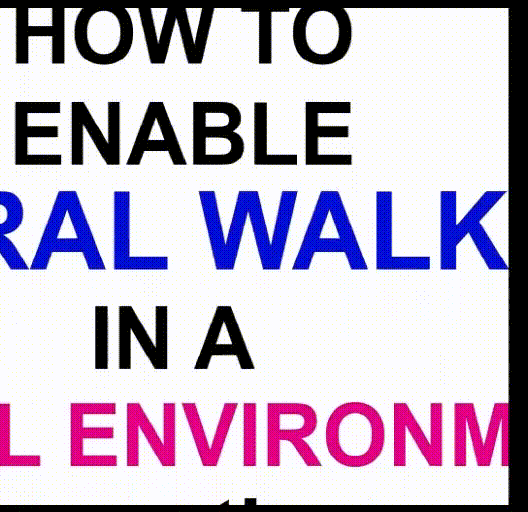 HOW TO
ENABLE
RAL WALK
IN A
L ENVIRONM